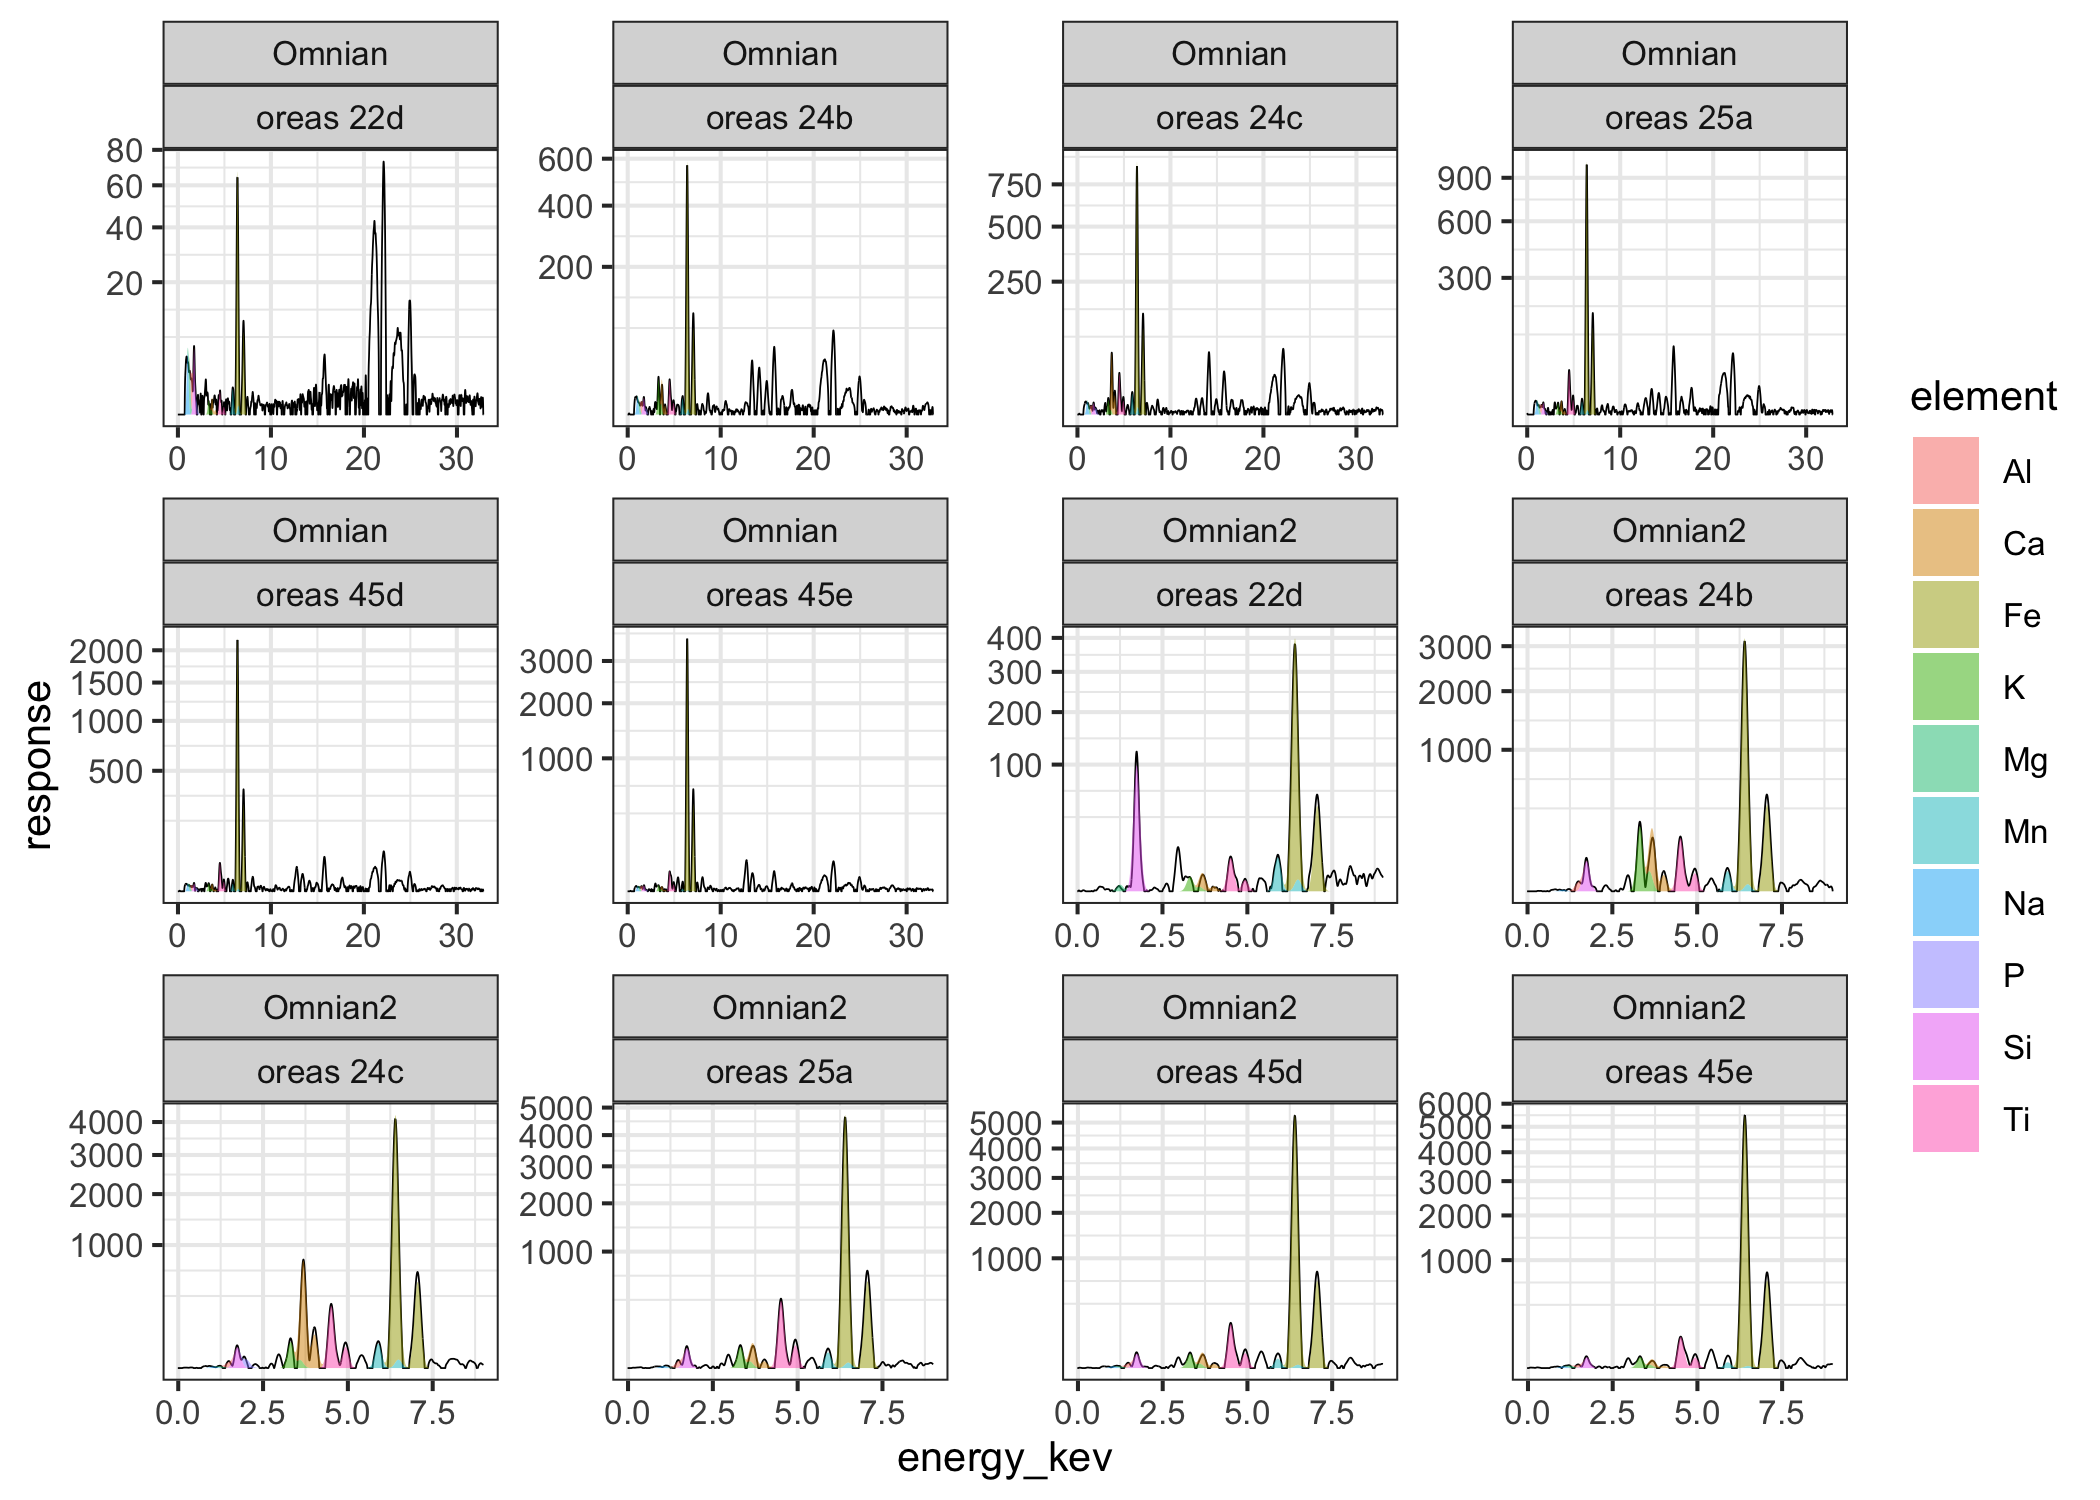 Omnian
Omnian
Omnian
Omnian
oreas 22d
oreas 24b
oreas 24c
oreas 25a
80
60
40
20
600
400
200
750
500
250
900
600
300
0 10 20 30
0 10 20 30
0 10 20 30
0 10 20 30
Omnian
Omnian
Omnian2
Omnian2
oreas 45d
oreas 45e
oreas 22d
oreas 24b
2000
1500
1000
500
3000
2000
1000
400
300
200
100
3000
2000
1000
0 10 20 30
0 10 20 30
0.0 2.5 5.0 7.5
0.0 2.5 5.0 7.5
Omnian2
Omnian2
Omnian2
Omnian2
oreas 24c
oreas 25a
oreas 45d
oreas 45e
4000
3000
2000
1000
5000
4000
3000
2000
1000
5000
4000
3000
2000
1000
6000
5000
4000
3000
2000
1000
0.0 2.5 5.0 7.5
0.0 2.5 5.0 7.5
0.0 2.5 5.0 7.5
0.0 2.5 5.0 7.5
response
energy_kev
element
Al
Ca
Fe
K
Mg
Mn
Na
P
Si
Ti